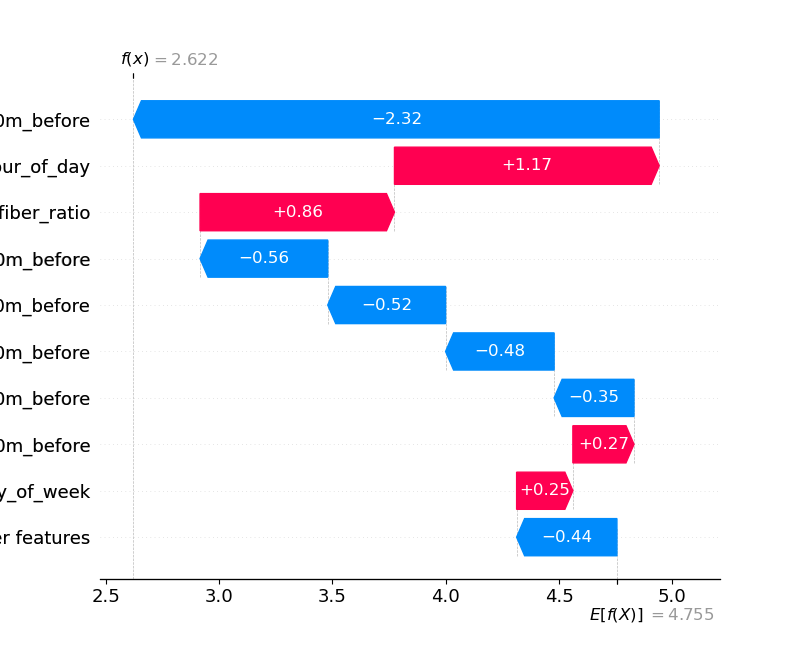 f(x) = 2.622
0m_before
−2.32
our_of_day
+1.17
fiber_ratio
+0.86
0m_before
−0.56
0m_before
−0.52
0m_before
−0.48
0m_before
−0.35
0m_before
+0.27
y_of_week
+0.25
er features
−0.44
2.5 3.0 3.5 4.0 4.5 5.0
E[f(X)] = 4.755